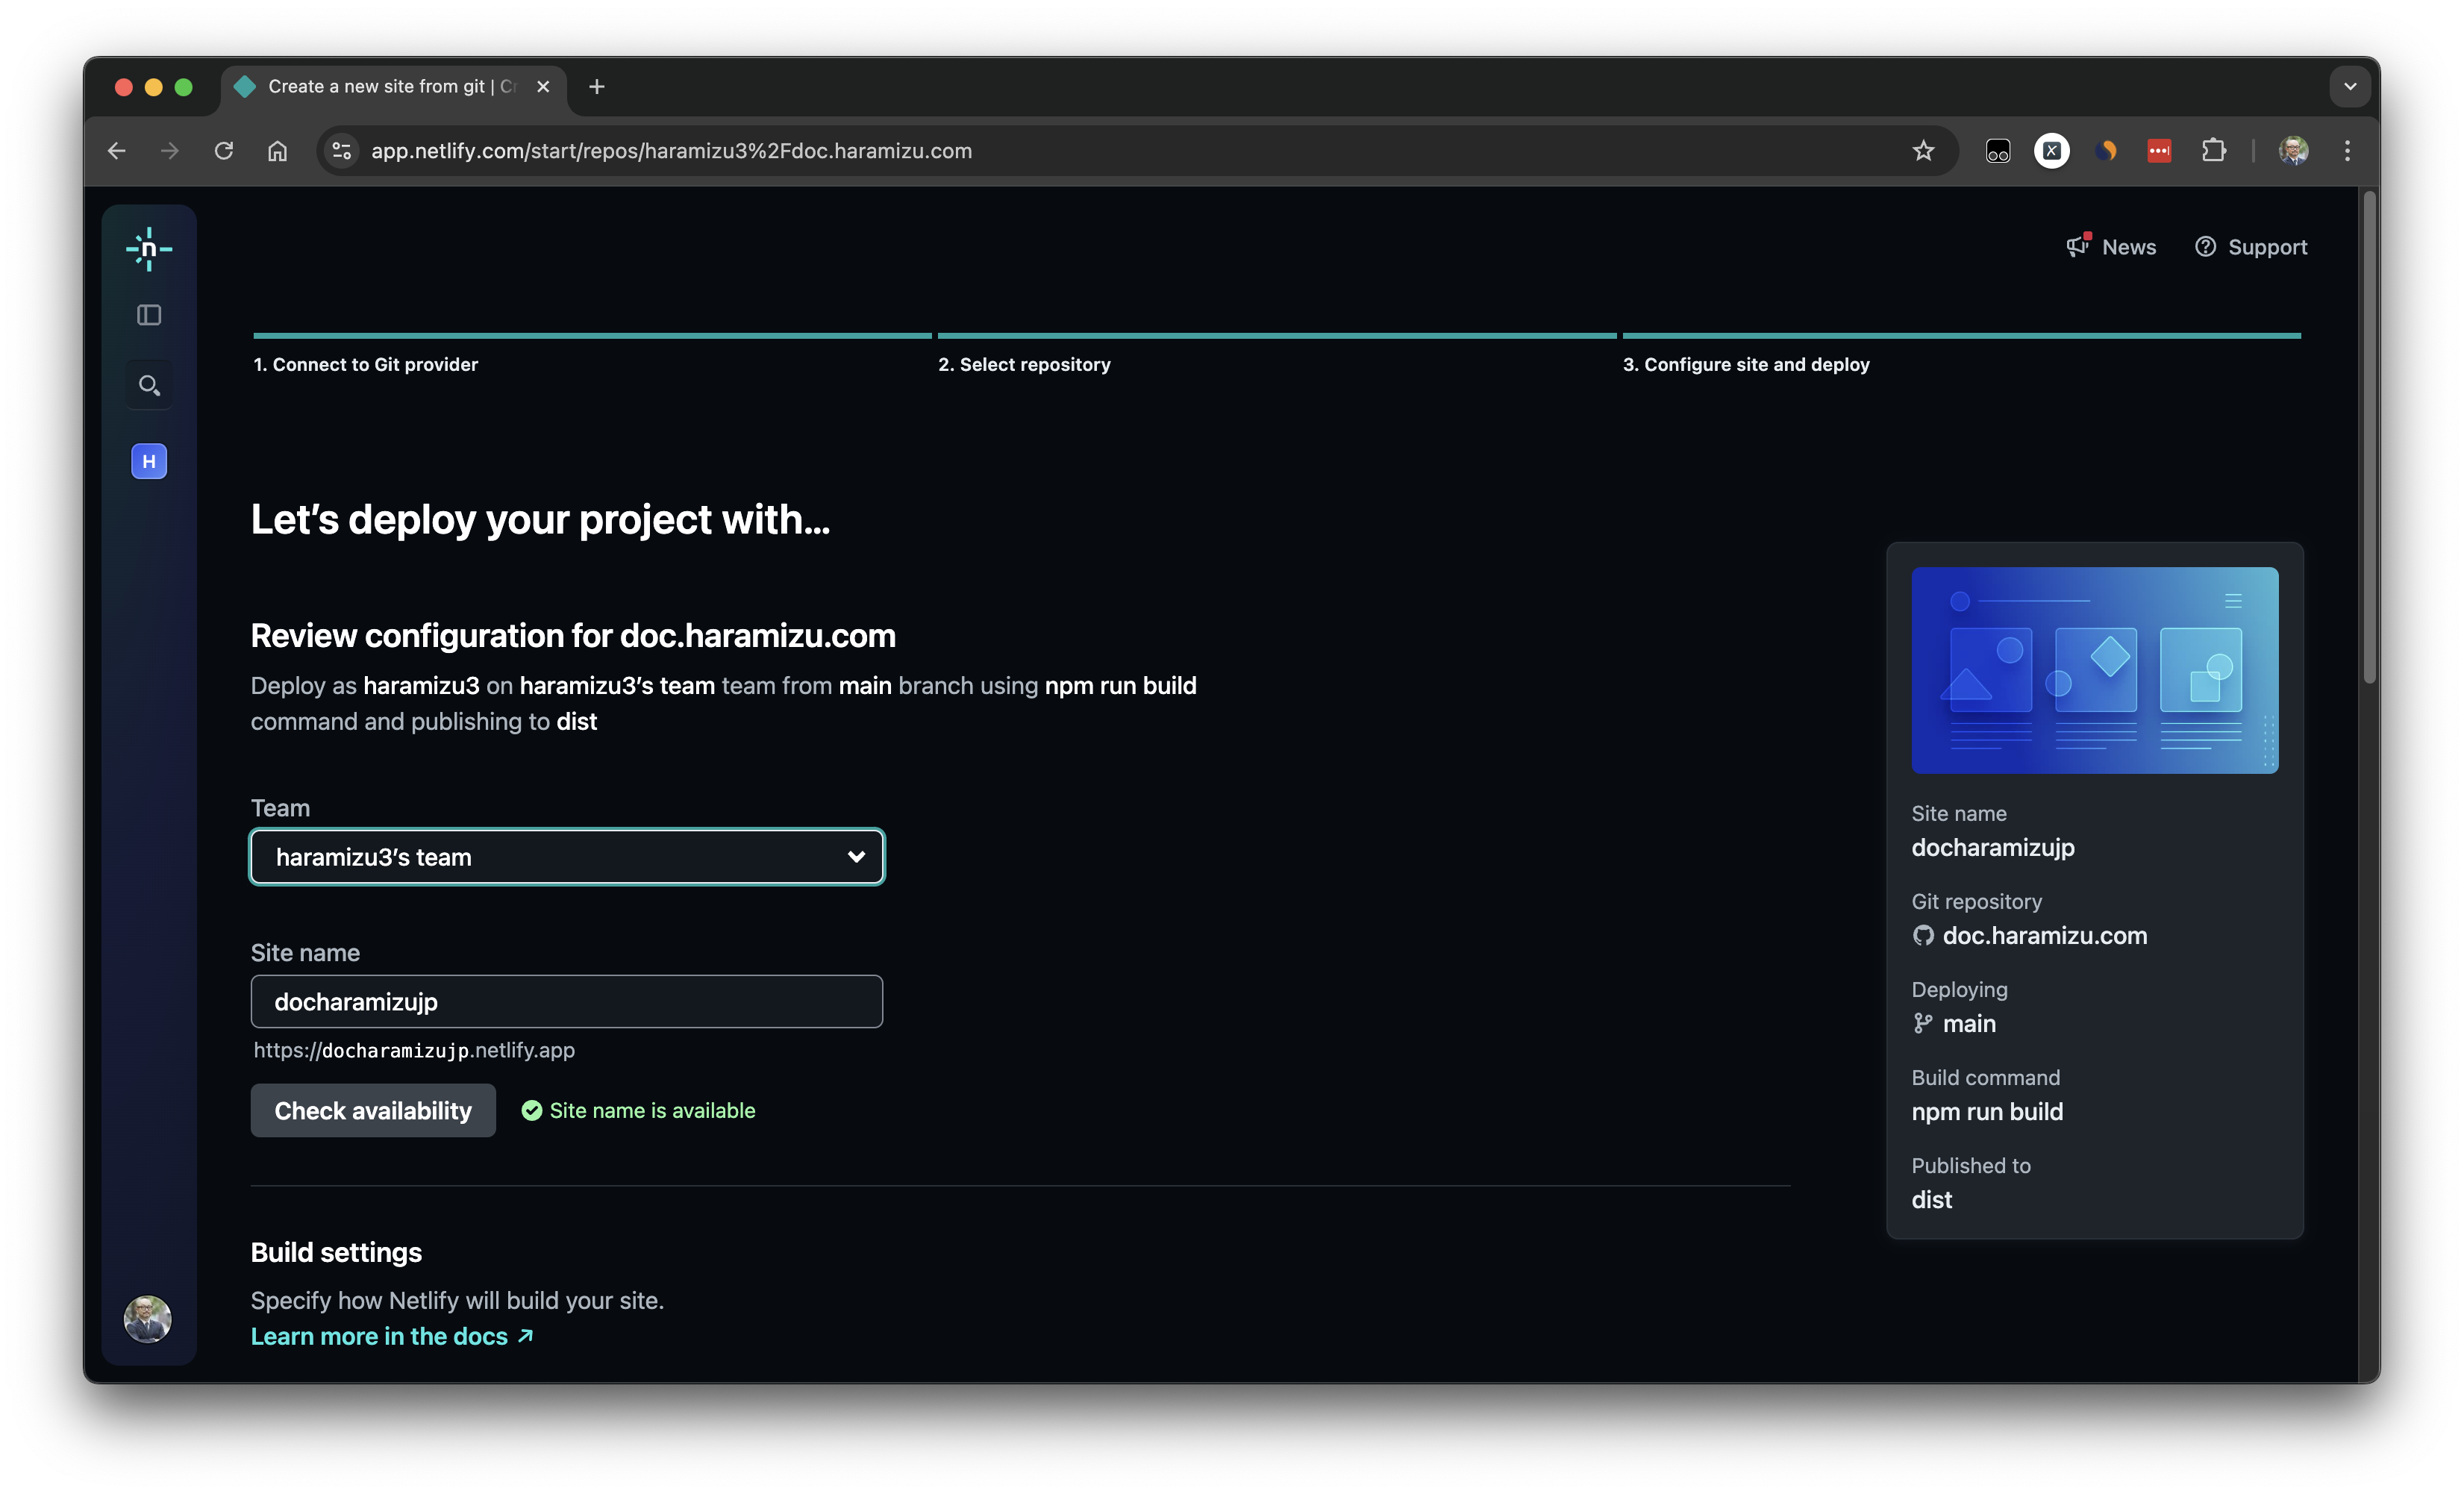 Create a new site from git | Cr
app.netlify.com/start/repos/haramizu3%2Fdoc.haramizu.com
n
News
Support
1. Connect to Git provider
2. Select repository
3. Configure site and deploy
H
Let’s deploy your project with…
Review configuration for doc.haramizu.com
Deploy as haramizu3 on haramizu3’s team team from main branch using npm run build
command and publishing to dist
Team
haramizu3’s team
Site name
docharamizujp
https://docharamizujp.netlify.app
Check availability
Site name is available
Build settings
Specify how Netlify will build your site.
Learn more in the docs
Site name
docharamizujp
Git repository
doc.haramizu.com
Deploying
main
Build command
npm run build
Published to
dist